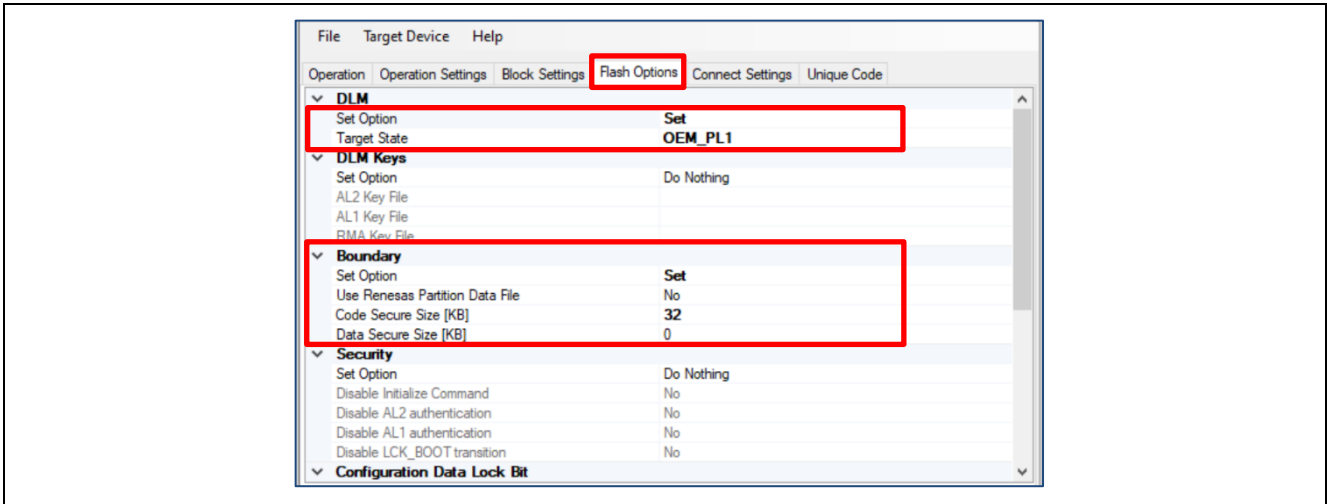 File Target Device Help
Operation Operation Settings Block Settings Flash Options Connect Settings Unique Code
DLM
Set Option Set
Target State OEM_PL1
DLM Keys
Set Option Do Nothing
AL2 Key File
AL1 Key File
RMA Key File
Boundary
Set Option Set
Use Renesas Partition Data File No
Code Secure Size [KB] 32
Data Secure Size [KB] 0
Security
Set Option Do Nothing
Disable Initialize Command No
Disable AL2 authentication No
Disable AL1 authentication No
Disable LCK_BOOT transition No
Configuration Data Lock Bit